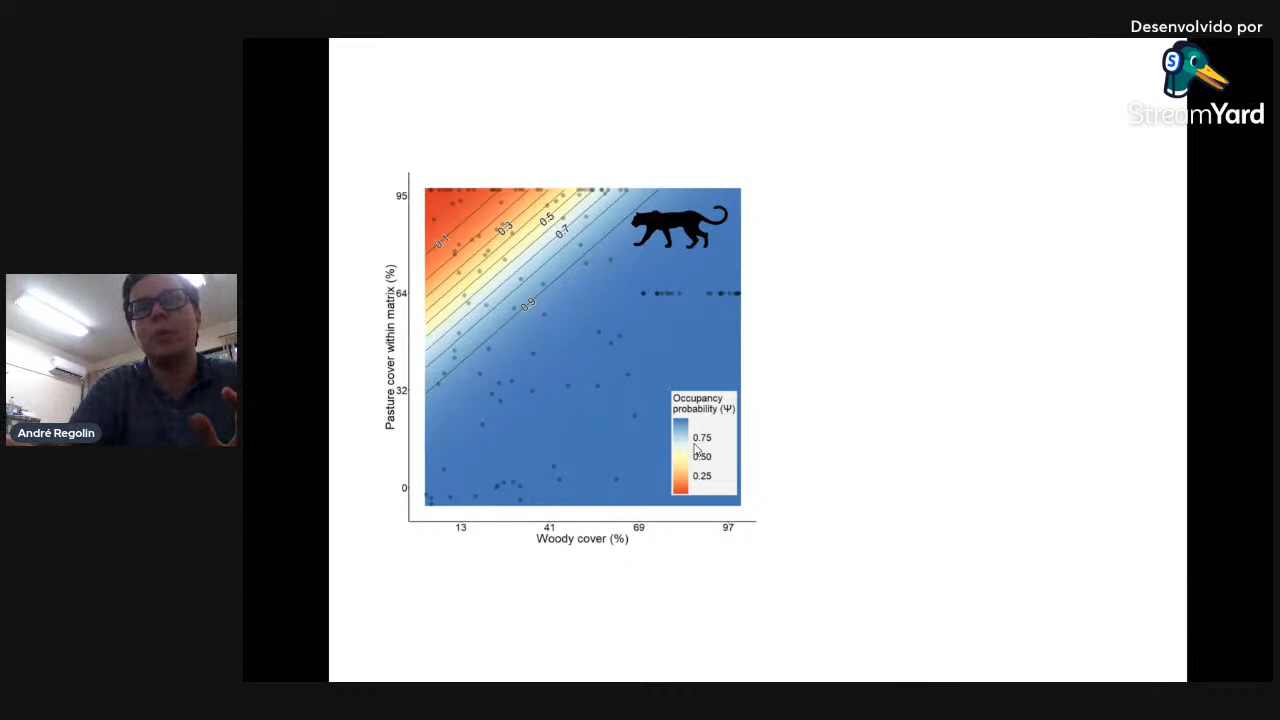 Desenvolvido por
StreamYard
95
64
32
0
Pasture cover within matrix (%)
0.1
0.3
0.5
0.7
0.9
Occupancy
probability (Ψ)
0.75
0.50
0.25
13
41
69
97
Woody cover (%)
André Regolin